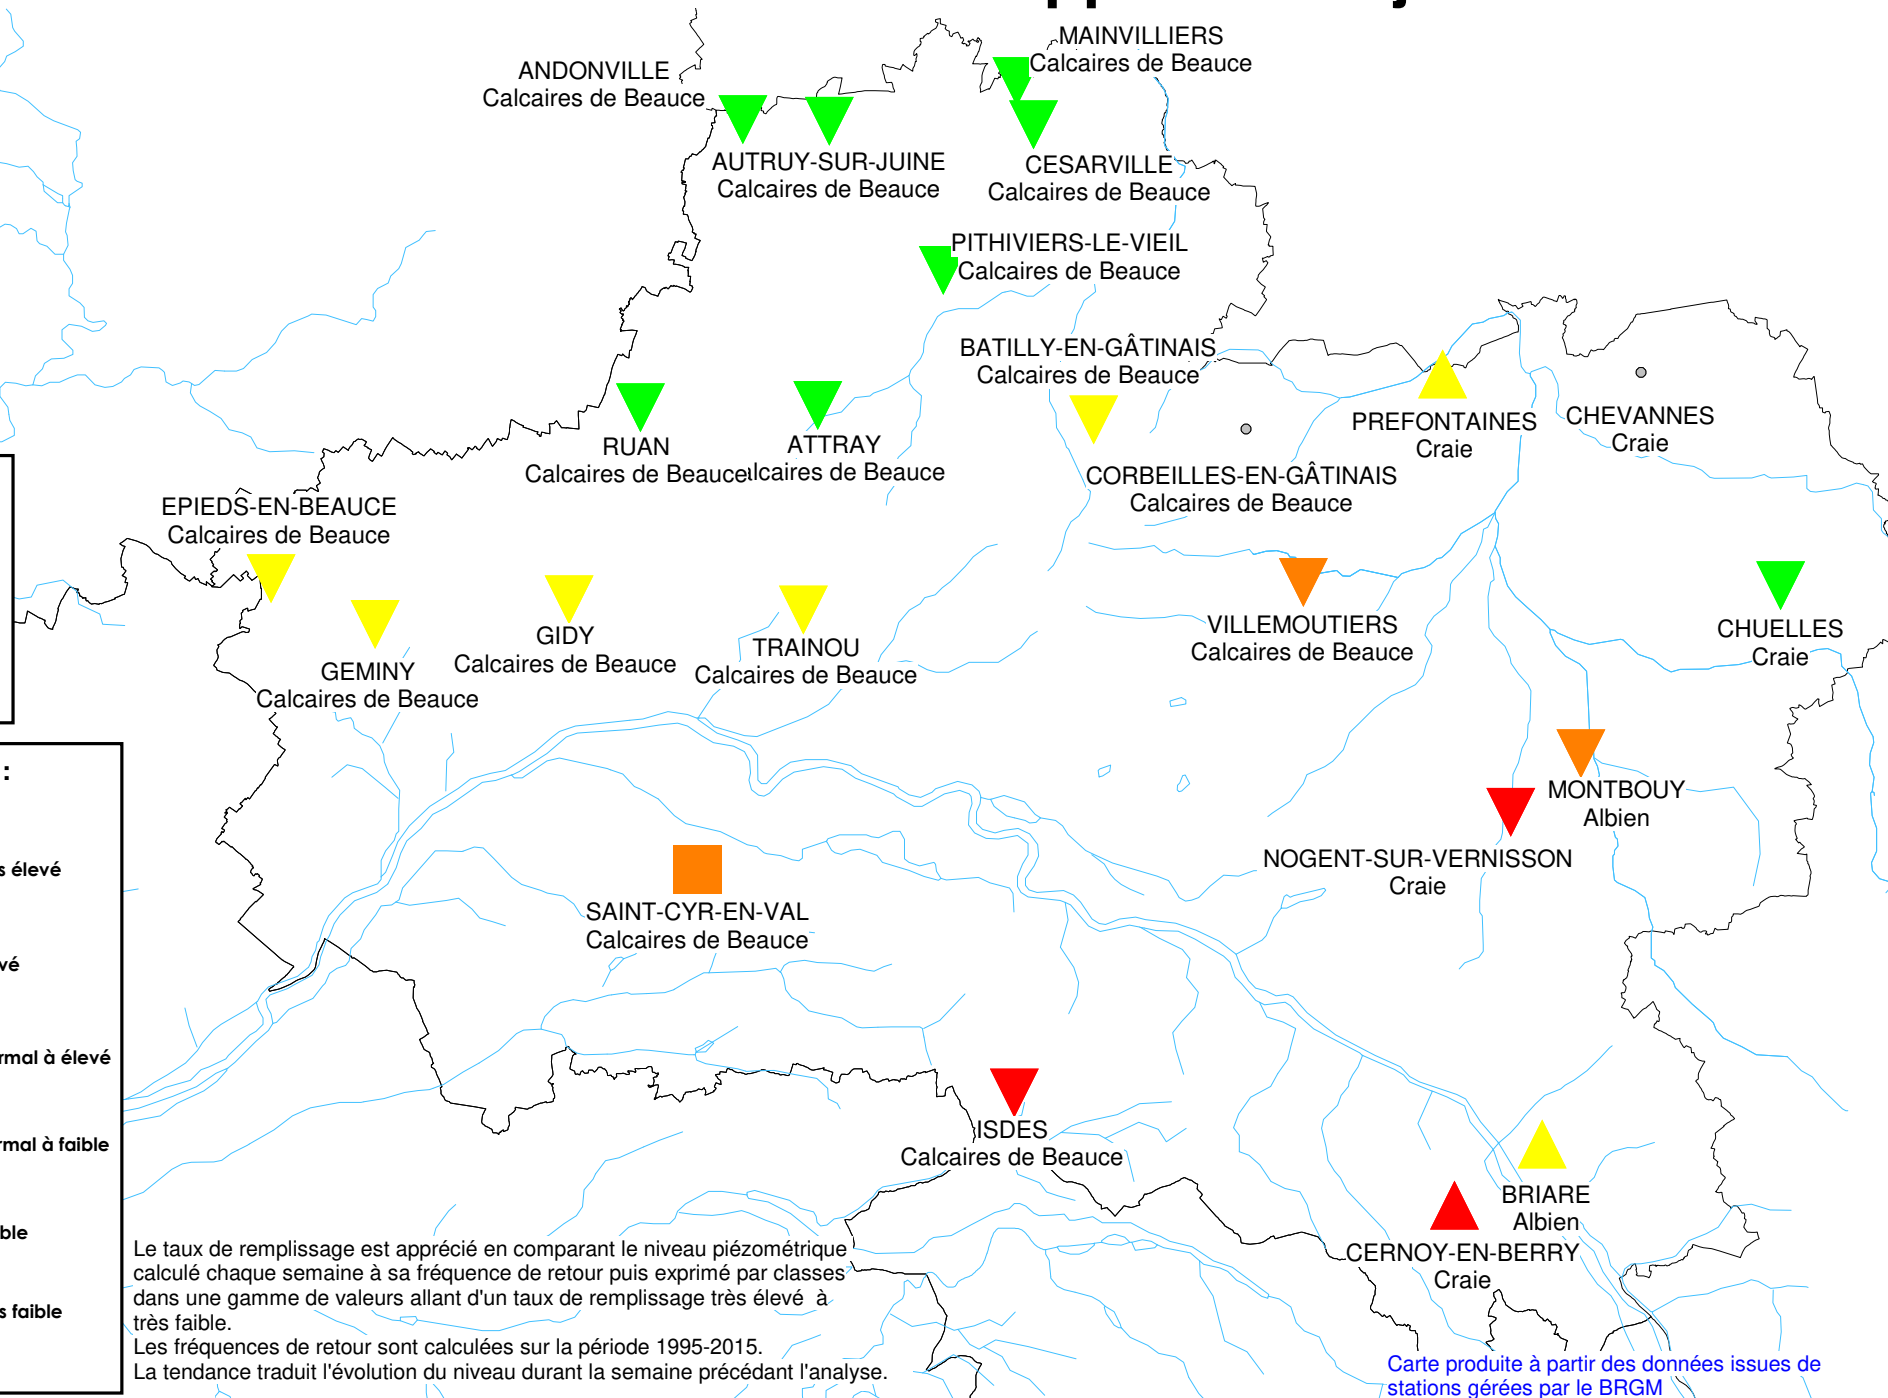 MAINVILLIERS
Calcaires de Beauce
ANDONVILLE
Calcaires de Beauce
AUTRUY-SUR-JUINE
Calcaires de Beauce
CESARVILLE
Calcaires de Beauce
PITHIVIERS-LE-VIEIL
Calcaires de Beauce
BATILLY-EN-GÂTINAIS
Calcaires de Beauce
PREFONTAINES
Craie
CHEVANNES
Craie
RUAN
Calcaires de Beauce
ATTRAY
alcaires de Beauce
CORBEILLES-EN-GÂTINAIS
Calcaires de Beauce
EPIEDS-EN-BEAUCE
Calcaires de Beauce
GEMINY
Calcaires de Beauce
GIDY
Calcaires de Beauce
TRAINOU
Calcaires de Beauce
VILLEMOUTIERS
Calcaires de Beauce
CHUELLES
Craie
MONTBOUY
Albien
NOGENT-SUR-VERNISSON
Craie
SAINT-CYR-EN-VAL
Calcaires de Beauce
ISDES
Calcaires de Beauce
BRIARE
Albien
CERNOY-EN-BERRY
Craie
:
s élevé
vé
rmal à élevé
rmal à faible
ble
s faible
Le taux de remplissage est apprécié en comparant le niveau piézométrique
calculé chaque semaine à sa fréquence de retour puis exprimé par classes
dans une gamme de valeurs allant d'un taux de remplissage très élevé à
très faible.
Les fréquences de retour sont calculées sur la période 1995-2015.
La tendance traduit l'évolution du niveau durant la semaine précédant l'analyse.
Carte produite à partir des données issues de
stations gérées par le BRGM